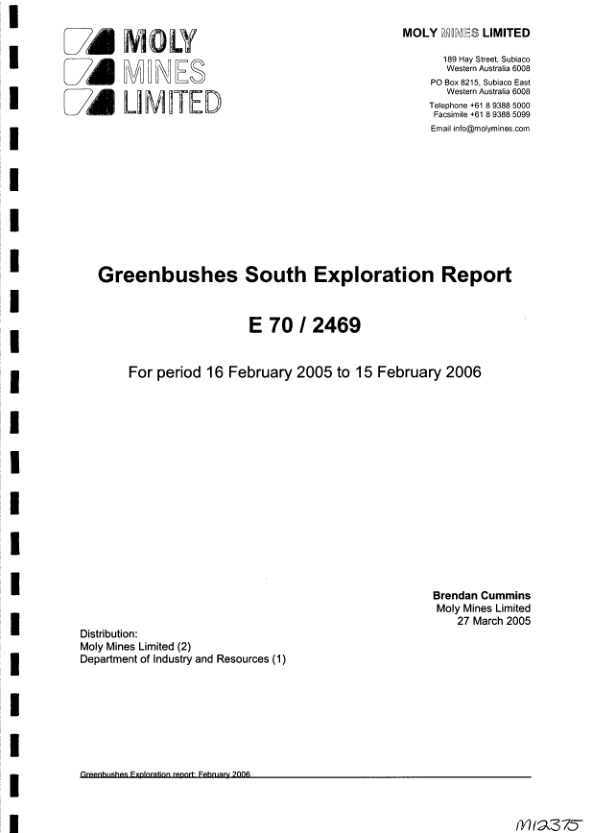 MOLY
MINES
LIMITED
MOLY MINES LIMITED
189 Hay Street, Subiaco
Western Australia 6008
PO Box 8215, Subiaco East
Western Australia 6008
Telephone +61 8 9388 5000
Facsimile +61 8 9388 5099
Email info@molymines.com
Greenbushes South Exploration Report
E 70 / 2469
For period 16 February 2005 to 15 February 2006
Brendan Cummins
Moly Mines Limited
27 March 2005
Distribution:
Moly Mines Limited (2)
Department of Industry and Resources (1)
Greenbushes Exploration report: February 2006
M12375